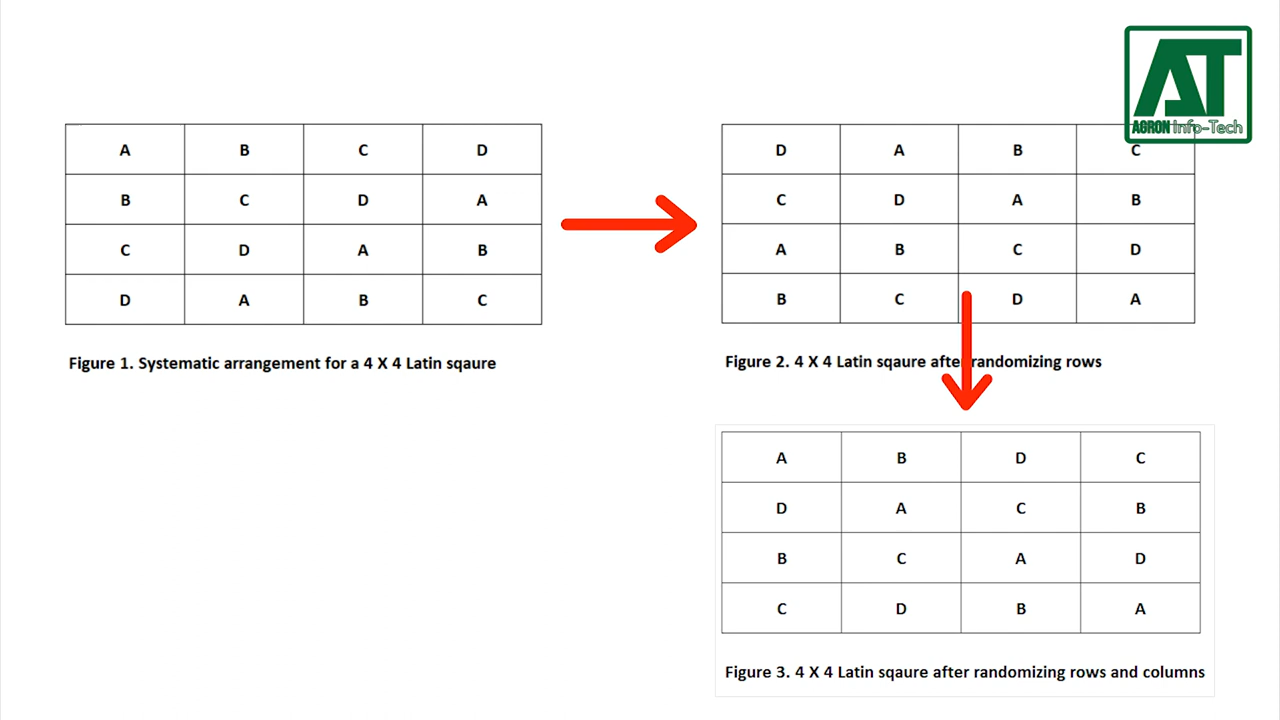 AT
AGRON Info-Tech
A B C D
B C D A
C D A B
D A B C
Figure 1. Systematic arrangement for a 4 X 4 Latin sqaure
D A B C
C D A B
A B C D
B C D A
Figure 2. 4 X 4 Latin sqaure after randomizing rows
A B D C
D A C B
B C A D
C D B A
Figure 3. 4 X 4 Latin sqaure after randomizing rows and columns